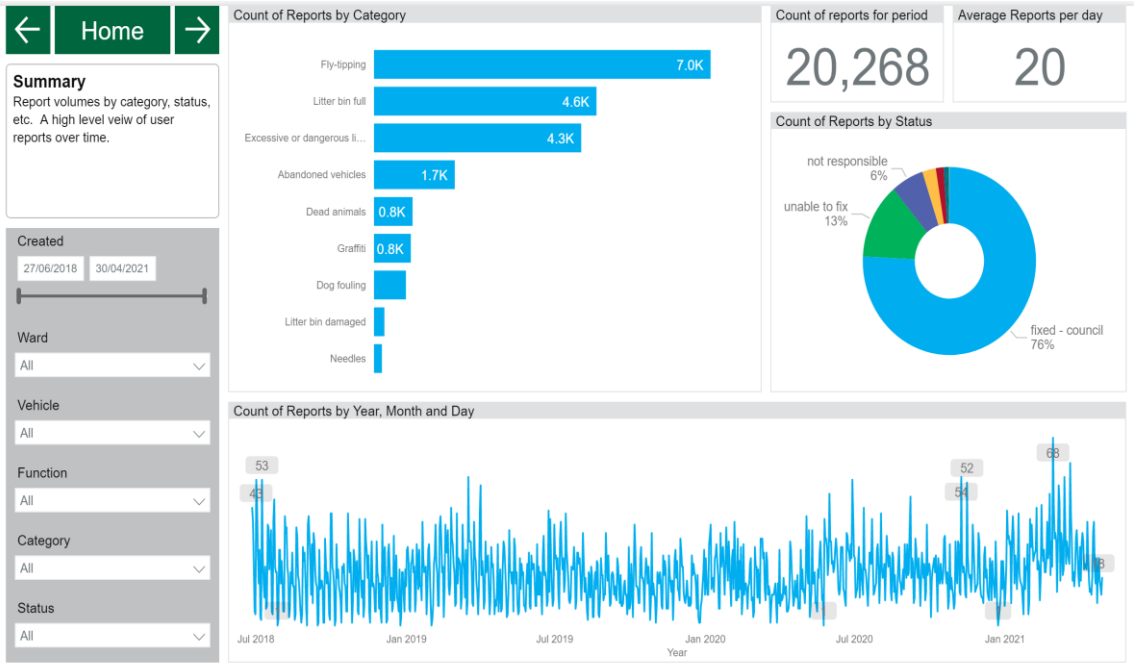 Home
Summary
Report volumes by category, status,
etc. A high level veiw of user
reports over time.
Created
27/06/2018 30/04/2021
Ward
All
Vehicle
All
Function
All
Category
All
Status
All
Count of Reports by Category
Fly-tipping 7.0K
Litter bin full 4.6K
Excessive or dangerous li... 4.3K
Abandoned vehicles 1.7K
Dead animals 0.8K
Graffiti 0.8K
Dog fouling
Litter bin damaged
Needles
Count of reports for period
20,268
Average Reports per day
20
Count of Reports by Status
not responsible
6%
unable to fix
13%
fixed - council
76%
Count of Reports by Year, Month and Day
53
43
52
54
68
Jul 2018 Jan 2019 Jul 2019 Jan 2020 Jul 2020 Jan 2021
Year